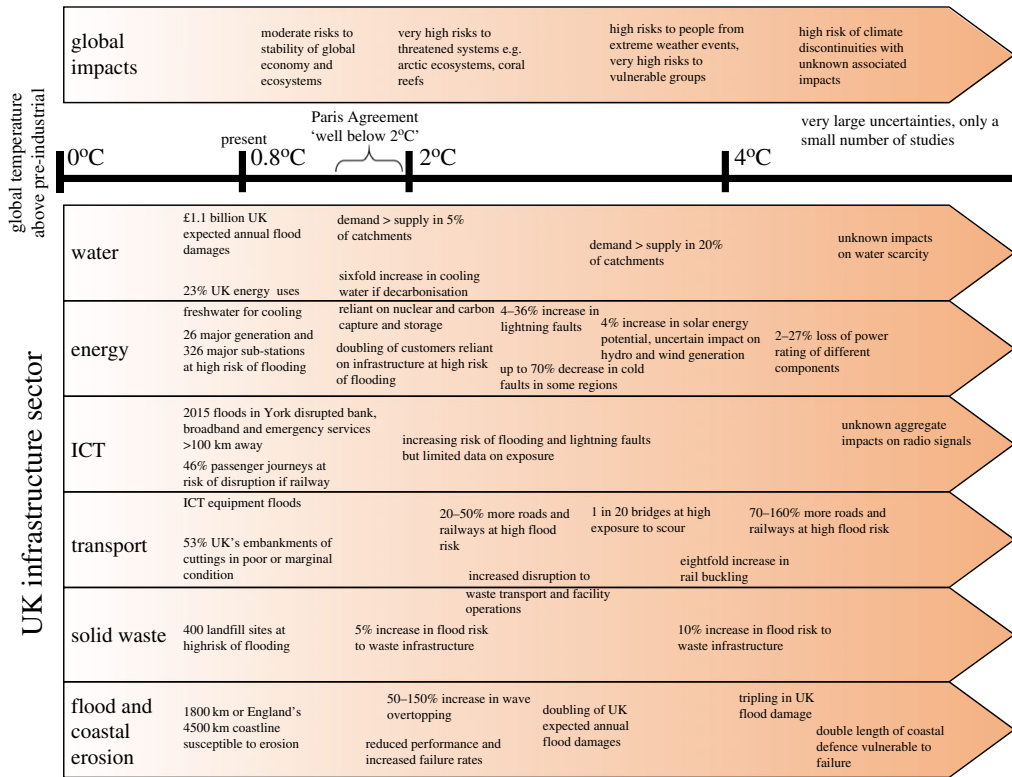 global
impacts
moderate risks to
stability of global
economy and
ecosystems
very high risks to
threatened systems e.g.
arctic ecosystems, coral
reefs
high risks to people from
extreme weather events,
very high risks to
vulnerable groups
high risk of climate
discontinuities with
unknown associated
impacts
global temperature
above pre-industrial
0ºC
present
0.8ºC
Paris Agreement
‘well below 2ºC’
2ºC
4ºC
very large uncertainties, only a
small number of studies
UK infrastructure sector
water
£1.1 billion UK
expected annual flood
damages
23% UK energy uses
freshwater for cooling
demand > supply in 5%
of catchments
sixfold increase in cooling
water if decarbonisation
reliant on nuclear and carbon
capture and storage
demand > supply in 20%
of catchments
unknown impacts
on water scarcity
energy
26 major generation and
326 major sub-stations
at high risk of flooding
doubling of customers reliant
on infrastructure at high risk
of flooding
4–36% increase in
lightning faults
up to 70% decrease in cold
faults in some regions
4% increase in solar energy
potential, uncertain impact on
hydro and wind generation
2–27% loss of power
rating of different
components
ICT
2015 floods in York disrupted bank,
broadband and emergency services
>100 km away
46% passenger journeys at
risk of disruption if railway
ICT equipment floods
increasing risk of flooding and lightning faults
but limited data on exposure
unknown aggregate
impacts on radio signals
transport
53% UK’s embankments of
cuttings in poor or marginal
condition
20–50% more roads and
railways at high flood
risk
1 in 20 bridges at high
exposure to scour
70–160% more roads and
railways at high flood risk
eightfold increase in
rail buckling
increased disruption to
waste transport and facility
operations
solid waste
400 landfill sites at
highrisk of flooding
5% increase in flood risk
to waste infrastructure
10% increase in flood risk to
waste infrastructure
flood and
coastal
erosion
1800 km or England’s
4500 km coastline
susceptible to erosion
50–150% increase in wave
overtopping
reduced performance and
increased failure rates
doubling of UK
expected annual
flood damages
tripling in UK
flood damage
double length of coastal
defence vulnerable to
failure